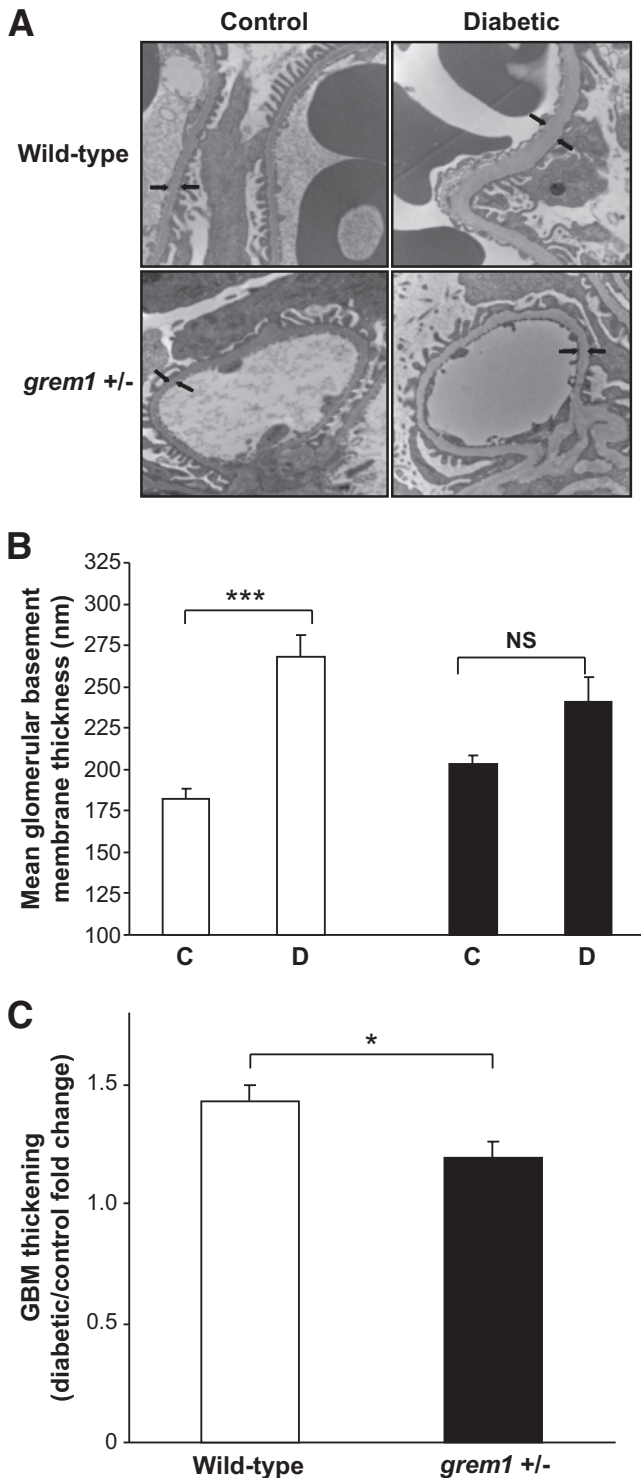 A
Control
Diabetic
Wild-type
grem1 +/-
B
Mean glomerular basement
membrane thickness (nm)
325
300
275
250
225
200
175
150
125
100
***
NS
C
D
C
D
C
GBM thickening
(diabetic/control fold change)
1.5
1.0
0.5
0
*
Wild-type
grem1 +/-